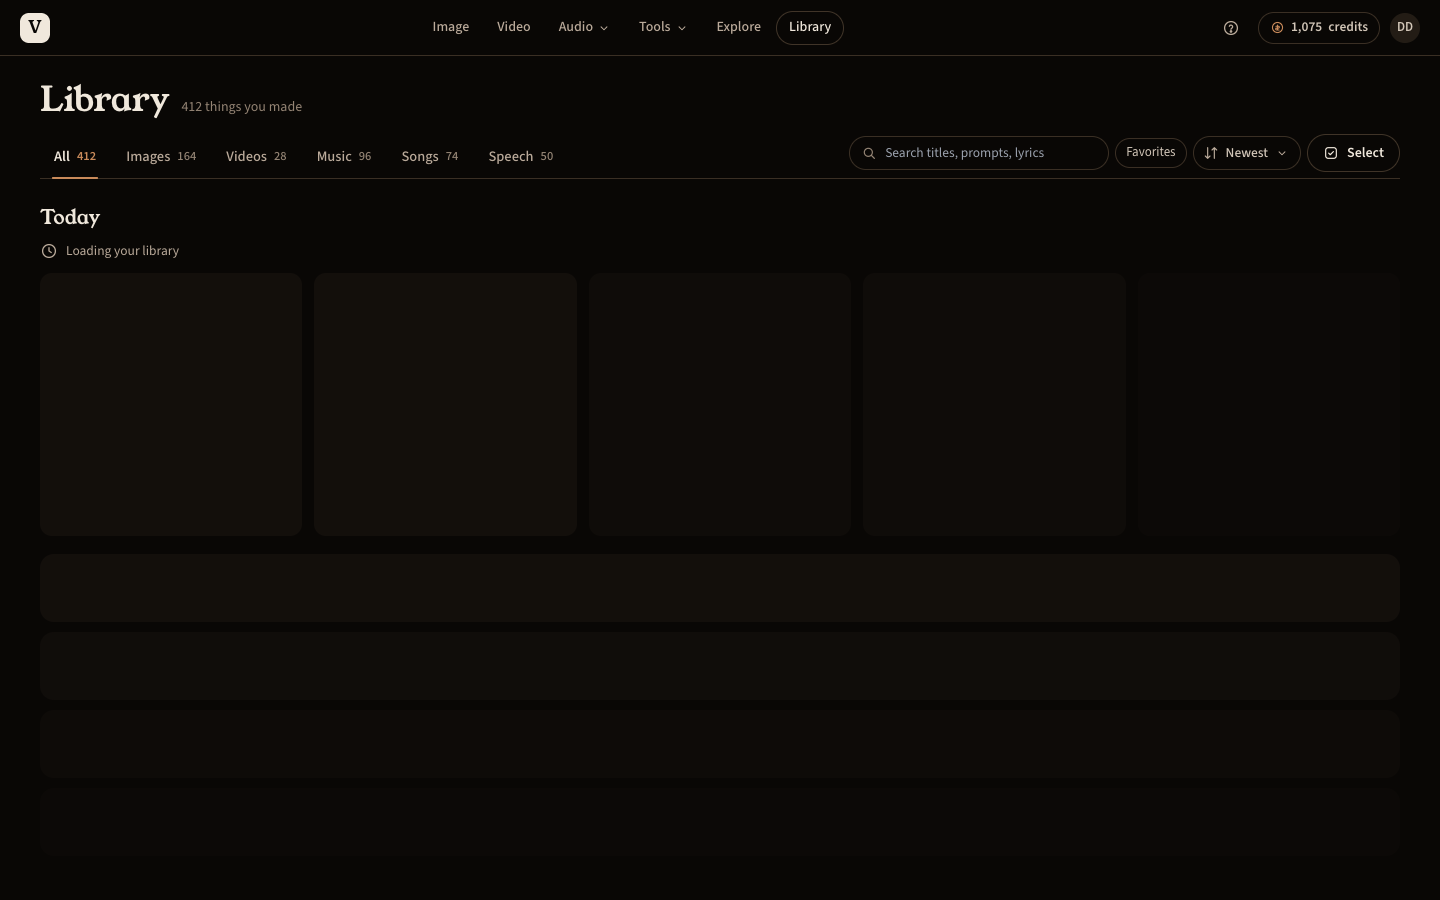 V Image Video Audio Tools Explore Library 1,075 credits DD
Library 412 things you made
All 412 Images 164 Videos 28 Music 96 Songs 74 Speech 50 Search titles, prompts, lyrics Favorites Newest Select
Today
Loading your library